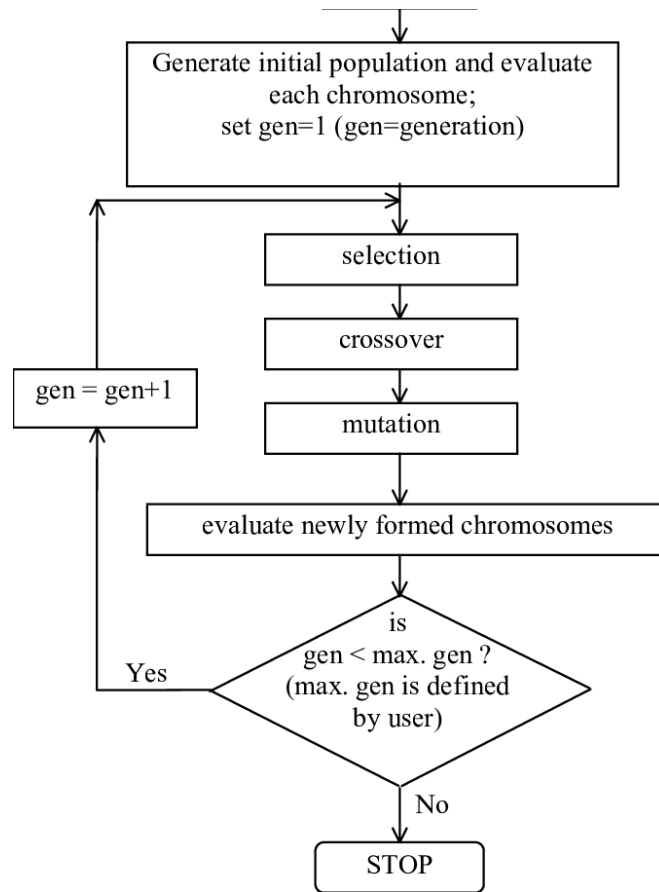 Generate initial population and evaluate
each chromosome;
set gen=1 (gen=generation)
selection
crossover
gen = gen+1
mutation
evaluate newly formed chromosomes
is
gen < max. gen ?
(max. gen is defined
by user)
Yes
No
STOP